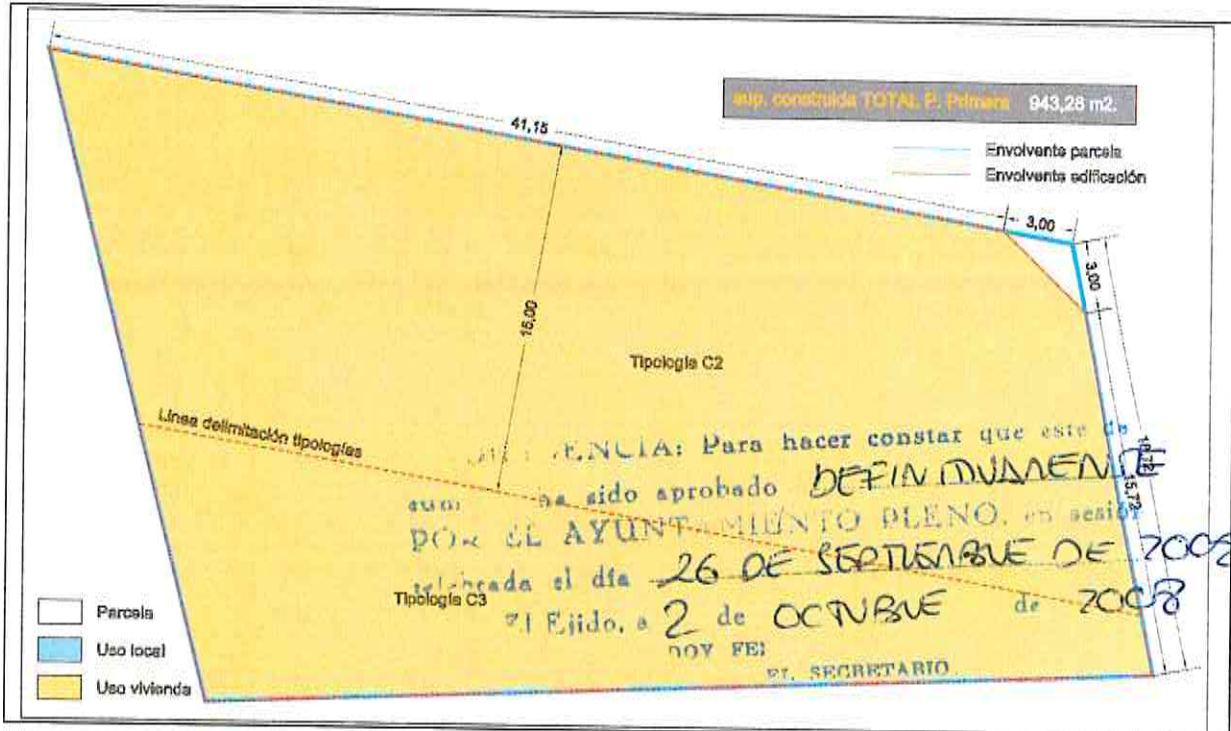 41,15
sup. construida TOTAL P. Primera 943,28 m2.
Envolvente parcela
Envolvente edificación
3,00
3,00
15,00
Tipología C2
Línea delimitación tipologías
ENCIA: Para hacer constar que este do
ha sido aprobado DEFINITIVAMENTE
POR EL AYUNTAMIENTO PLENO, en sesión
celebrada el día 26 DE SEPTIEMBRE DE 2008
El Ejido, a 2 de OCTUBRE de 2008
DOY FE:
EL SECRETARIO.
18,72
15,72
Tipología C3
Parcela
Uso local
Uso vivienda